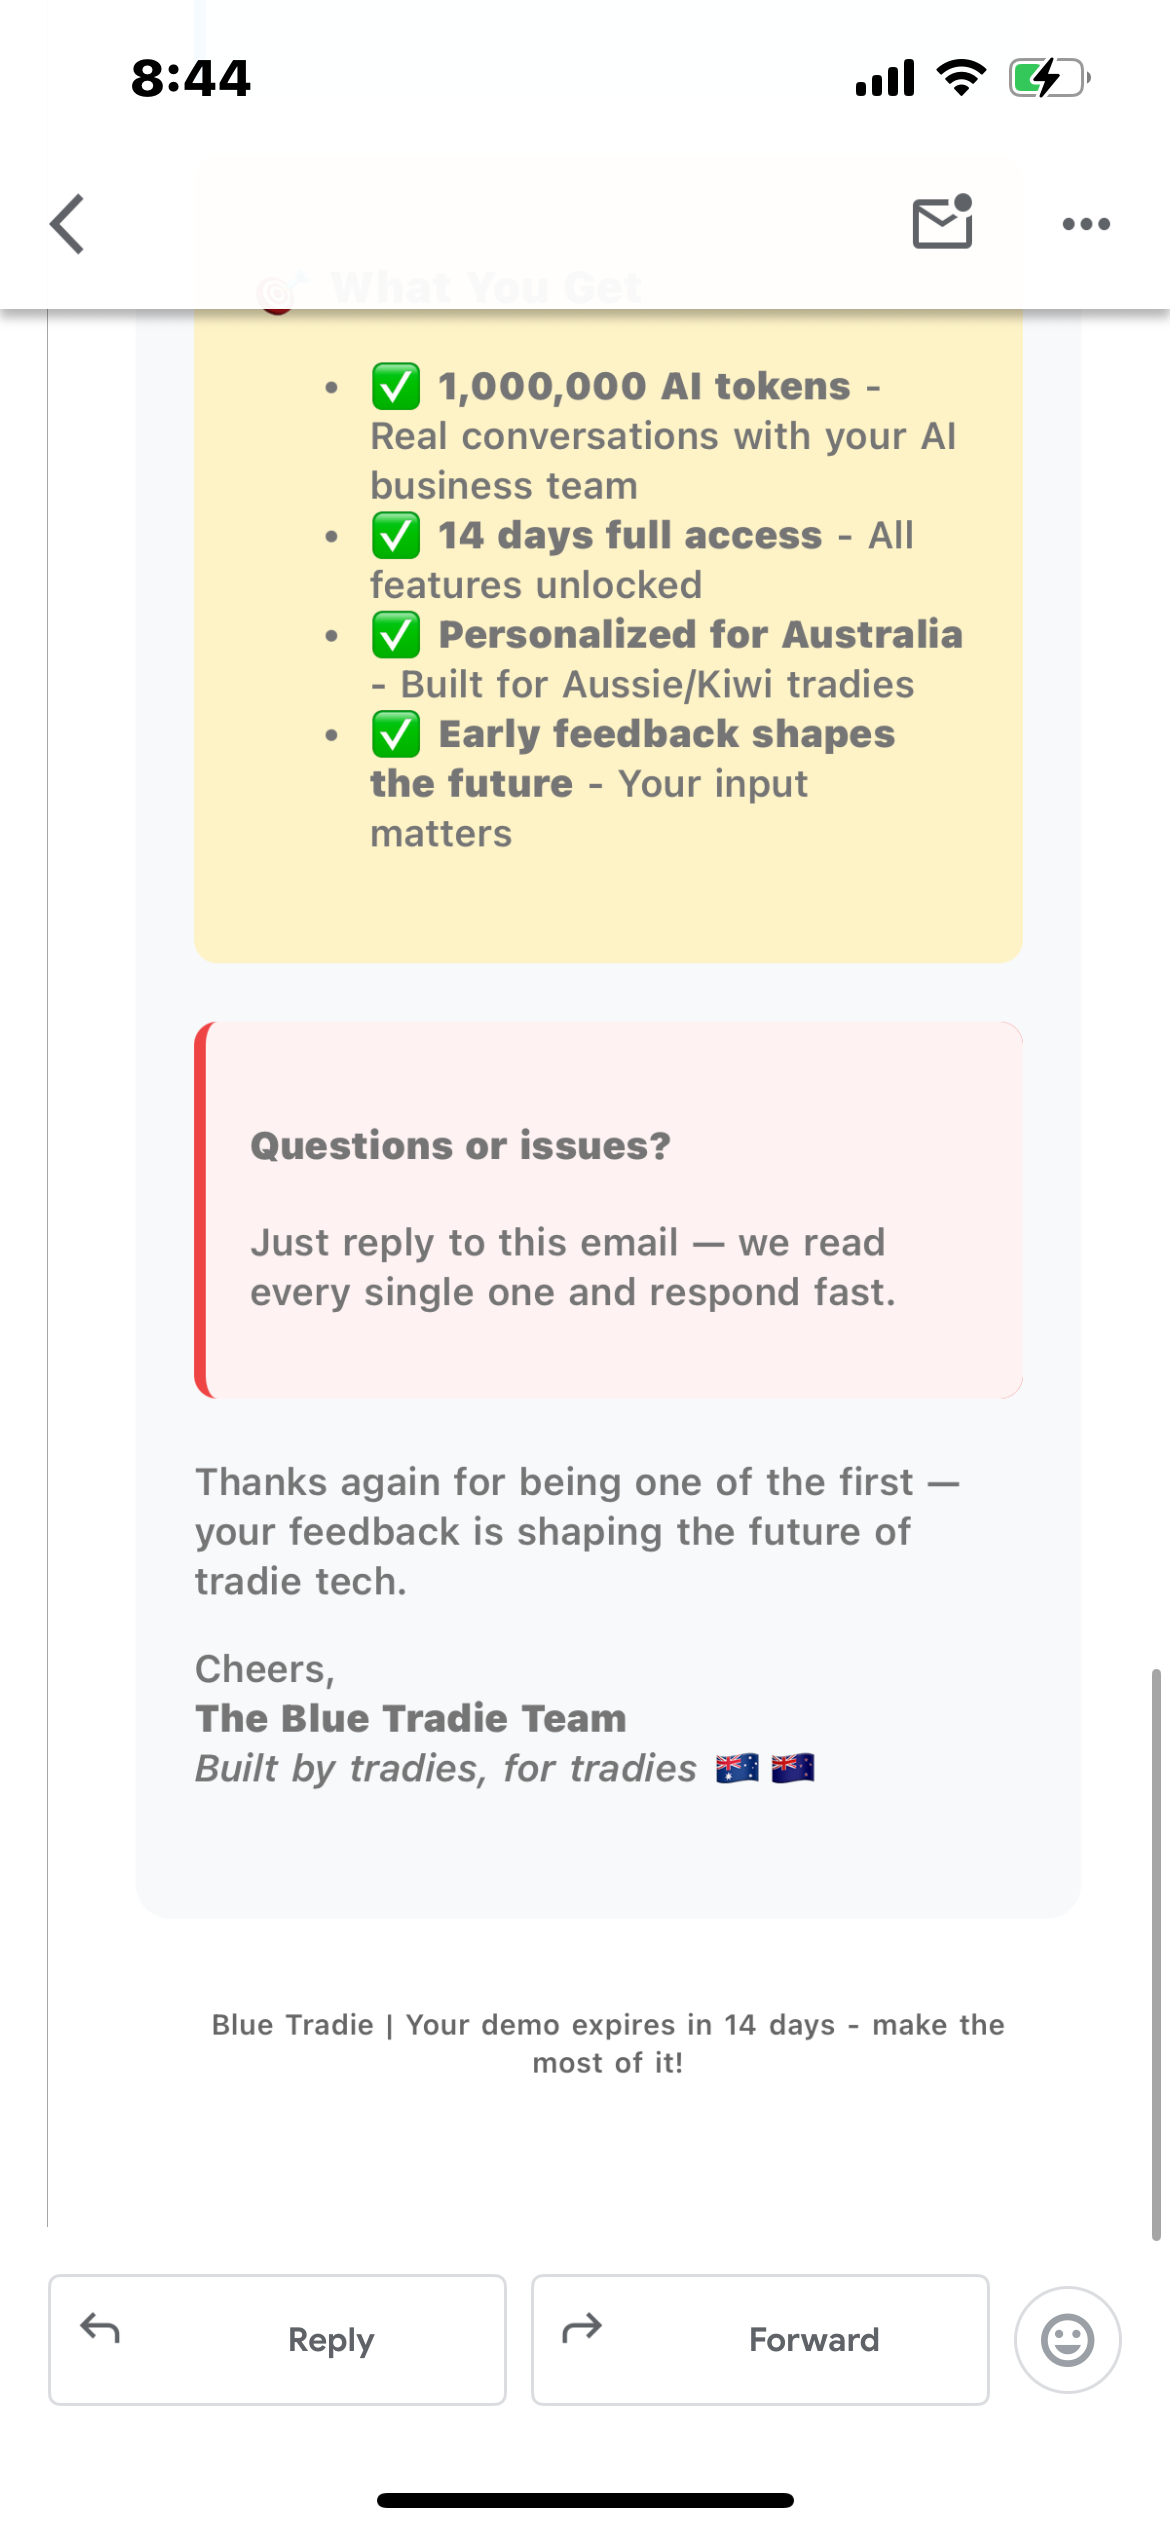 8:44
What You Get
• ✅ 1,000,000 AI tokens -
Real conversations with your AI
business team
• ✅ 14 days full access - All
features unlocked
• ✅ Personalized for Australia
- Built for Aussie/Kiwi tradies
• ✅ Early feedback shapes
the future - Your input
matters
Questions or issues?
Just reply to this email — we read
every single one and respond fast.
Thanks again for being one of the first —
your feedback is shaping the future of
tradie tech.
Cheers,
The Blue Tradie Team
Built by tradies, for tradies 🇦🇺 🇳🇿
Blue Tradie | Your demo expires in 14 days - make the
most of it!
Reply
Forward